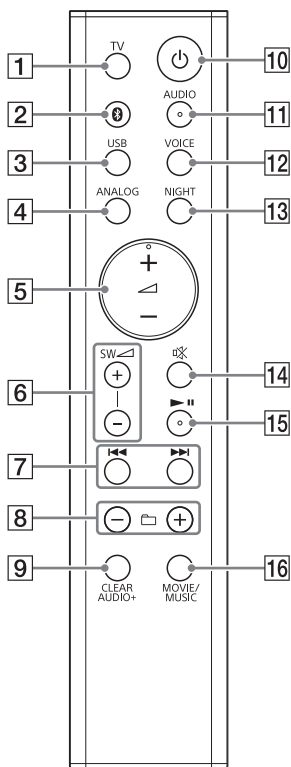 TV
1
10
2
AUDIO
11
USB
VOICE
3
12
ANALOG
NIGHT
4
13
+
5
−
SW
6
+
−
14
15
7
8
−
+
9
16
CLEAR
AUDIO+
MOVIE/
MUSIC